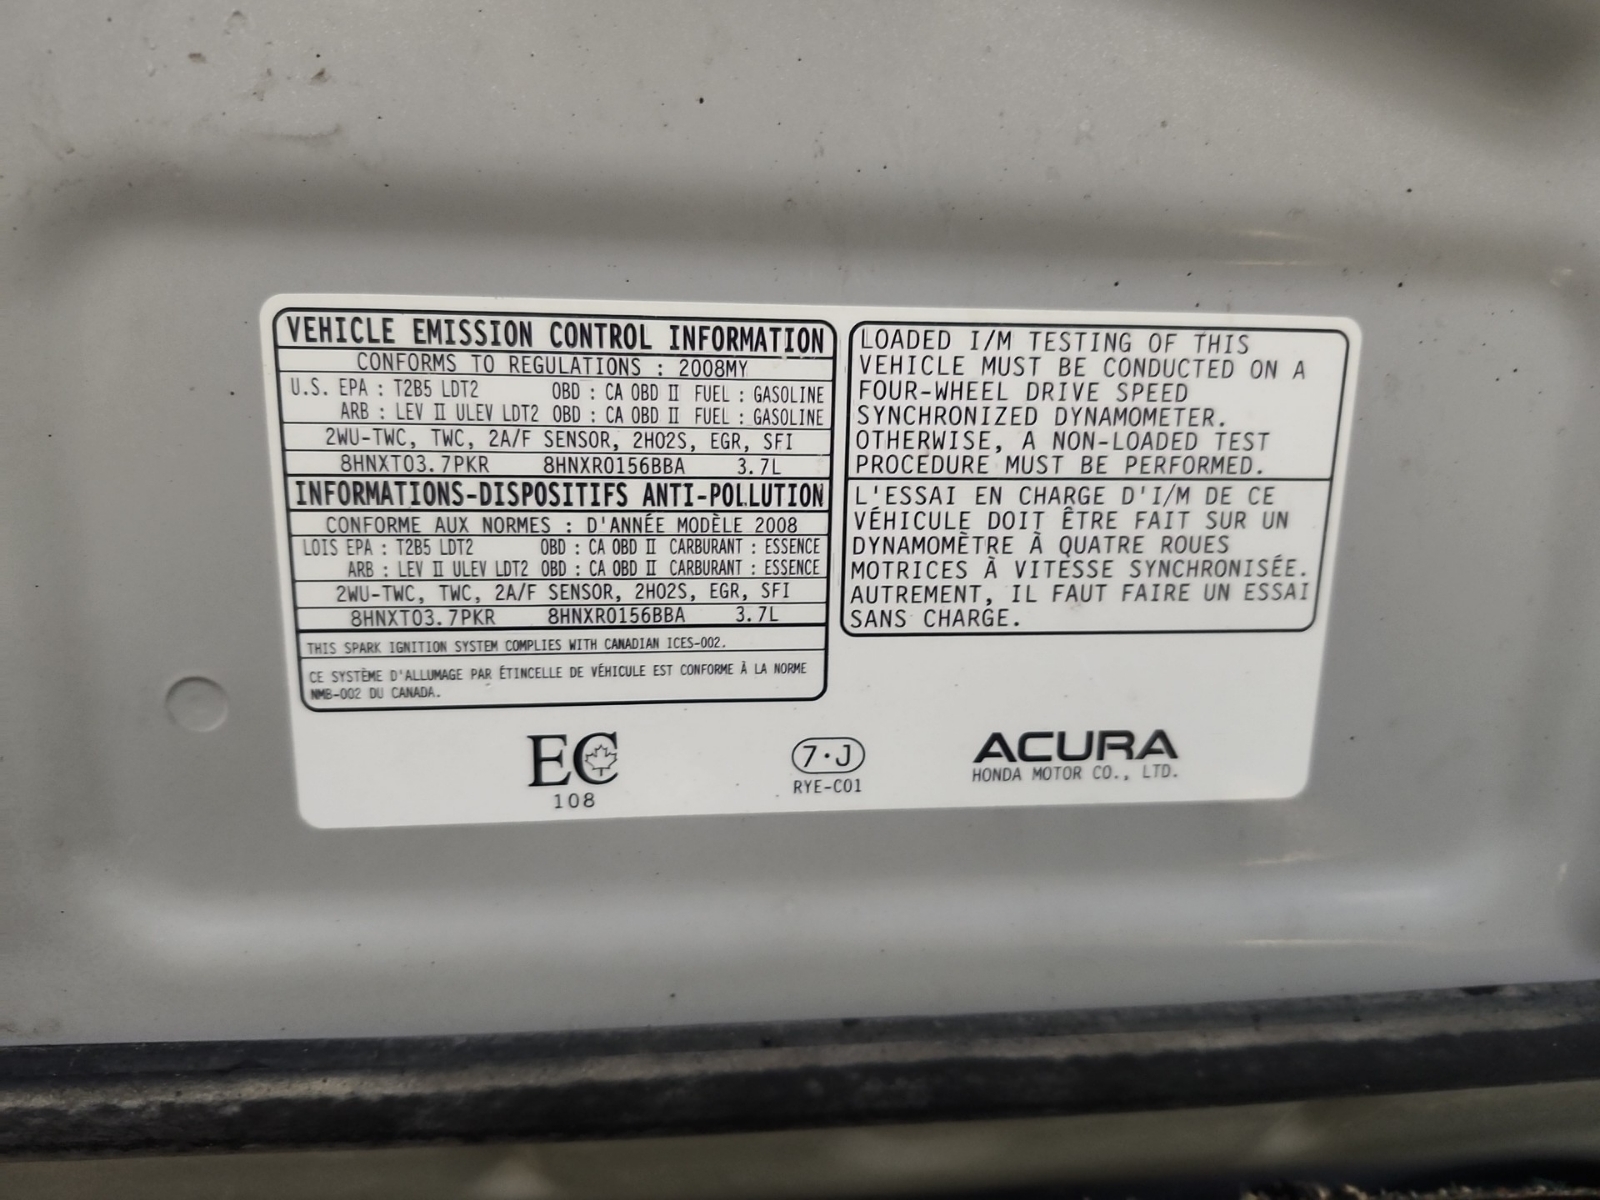 VEHICLE EMISSION CONTROL INFORMATION
CONFORMS TO REGULATIONS : 2008MY
U.S. EPA : T2B5 LDT2 OBD : CA OBD II FUEL : GASOLINE
ARB : LEV II ULEV LDT2 OBD : CA OBD II FUEL : GASOLINE
2WU-TWC, TWC, 2A/F SENSOR, 2HO2S, EGR, SFI
8HNXT03.7PKR 8HNXR0156BBA 3.7L
INFORMATIONS-DISPOSITIFS ANTI-POLLUTION
CONFORME AUX NORMES : D'ANNÉE MODÈLE 2008
LOIS EPA : T2B5 LDT2 OBD : CA OBD II CARBURANT : ESSENCE
ARB : LEV II ULEV LDT2 OBD : CA OBD II CARBURANT : ESSENCE
2WU-TWC, TWC, 2A/F SENSOR, 2HO2S, EGR, SFI
8HNXT03.7PKR 8HNXR0156BBA 3.7L
THIS SPARK IGNITION SYSTEM COMPLIES WITH CANADIAN ICES-002.
CE SYSTÈME D'ALLUMAGE PAR ÉTINCELLE DE VÉHICULE EST CONFORME À LA NORME
NMB-002 DU CANADA.
LOADED I/M TESTING OF THIS
VEHICLE MUST BE CONDUCTED ON A
FOUR-WHEEL DRIVE SPEED
SYNCHRONIZED DYNAMOMETER.
OTHERWISE, A NON-LOADED TEST
PROCEDURE MUST BE PERFORMED.
L'ESSAI EN CHARGE D'I/M DE CE
VÉHICULE DOIT ÊTRE FAIT SUR UN
DYNAMOMÈTRE À QUATRE ROUES
MOTRICES À VITESSE SYNCHRONISÉE.
AUTREMENT, IL FAUT FAIRE UN ESSAI
SANS CHARGE.
EC
108
7·J
RYE-C01
ACURA
HONDA MOTOR CO., LTD.